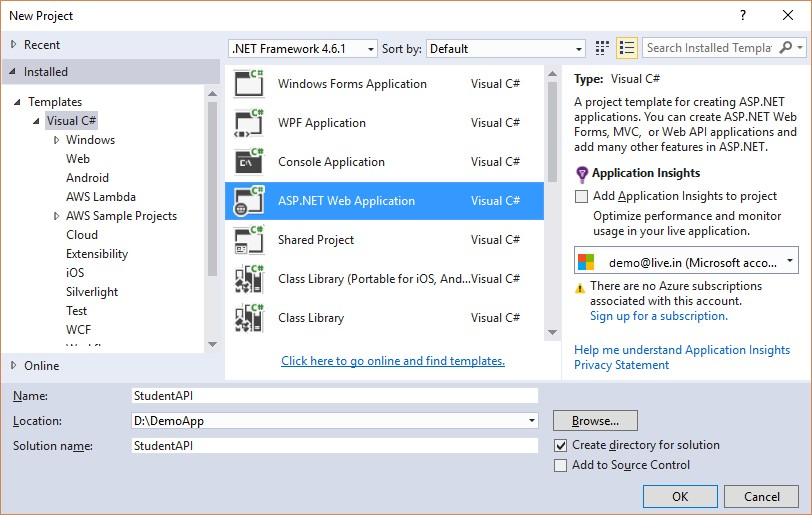 New Project
?
Recent
Installed
Templates
Visual C#
Windows
Web
Android
AWS Lambda
AWS Sample Projects
Cloud
Extensibility
iOS
Silverlight
Test
WCF
Online
.NET Framework 4.6.1
Sort by: Default
Search Installed Templa
Windows Forms Application Visual C#
WPF Application Visual C#
Console Application Visual C#
ASP.NET Web Application Visual C#
Shared Project Visual C#
Class Library (Portable for iOS, And... Visual C#
Class Library Visual C#
Click here to go online and find templates.
Type: Visual C#
A project template for creating ASP.NET
applications. You can create ASP.NET Web
Forms, MVC, or Web API applications and
add many other features in ASP.NET.
Application Insights
Add Application Insights to project
Optimize performance and monitor
usage in your live application.
demo@live.in (Microsoft acco...
There are no Azure subscriptions
associated with this account.
Sign up for a subscription.
Help me understand Application Insights
Privacy Statement
Name: StudentAPI
Location: D:\DemoApp
Browse...
Solution name: StudentAPI
Create directory for solution
Add to Source Control
OK
Cancel